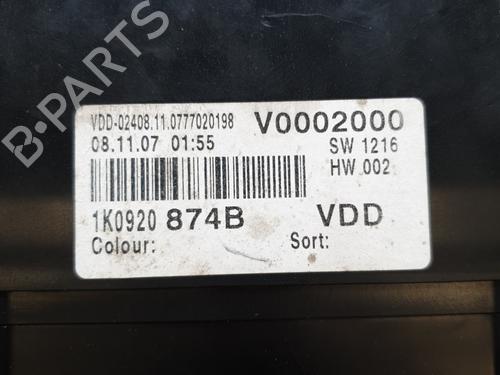 VDD-02408.11.0777020198 V0002000
08.11.07 01:55 SW 1216
HW 002
1K0920 874B VDD
Colour: Sort:
B-PARTS